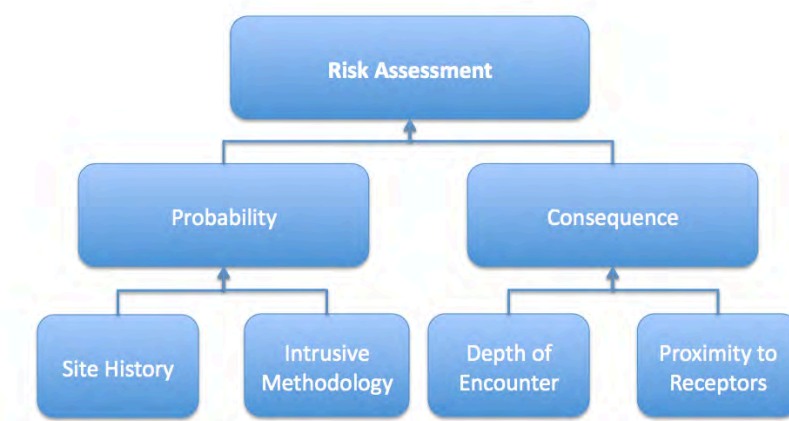 Risk Assessment
Probability
Consequence
Site History
Intrusive
Methodology
Depth of
Encounter
Proximity to
Receptors